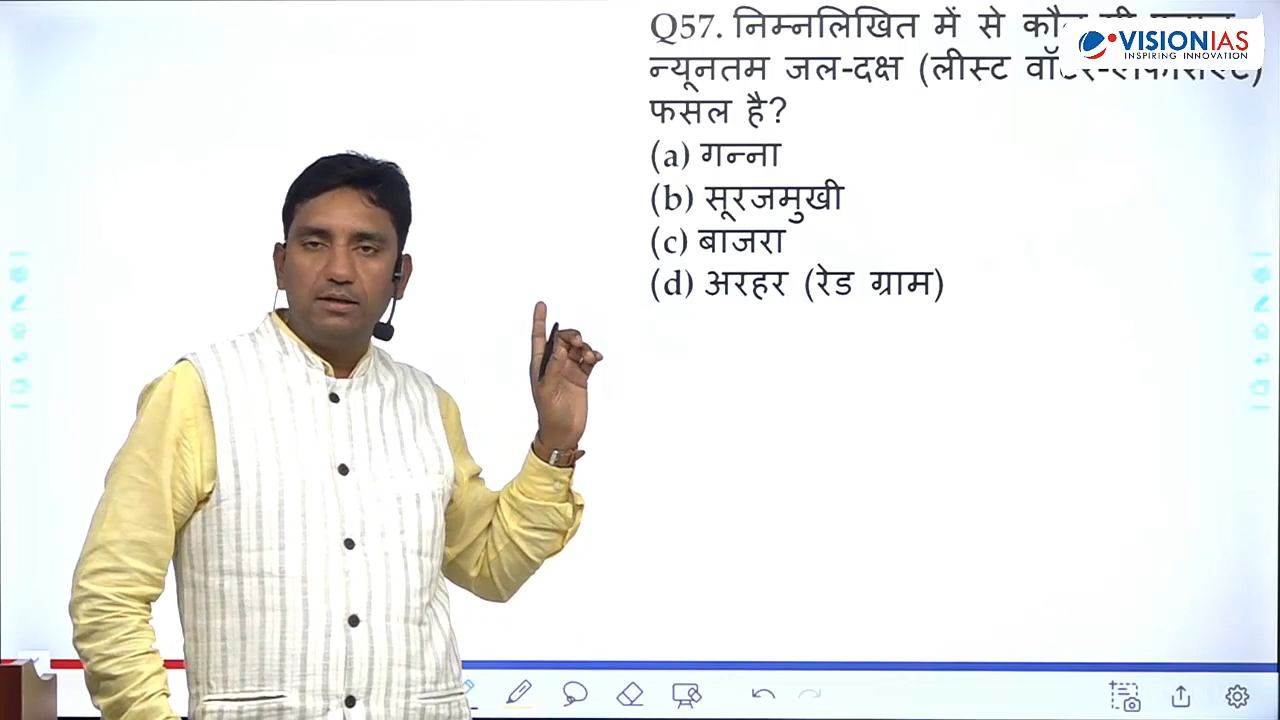 Q57. निम्नलिखित में से
न्यूनतम जल-दक्ष (लीस्ट
फसल है?
(a) गन्ना
(b) सूरजमुखी
(c) बाजरा
(d) अरहर (रेड ग्राम)
VISIONIAS
INSPIRING INNOVATION